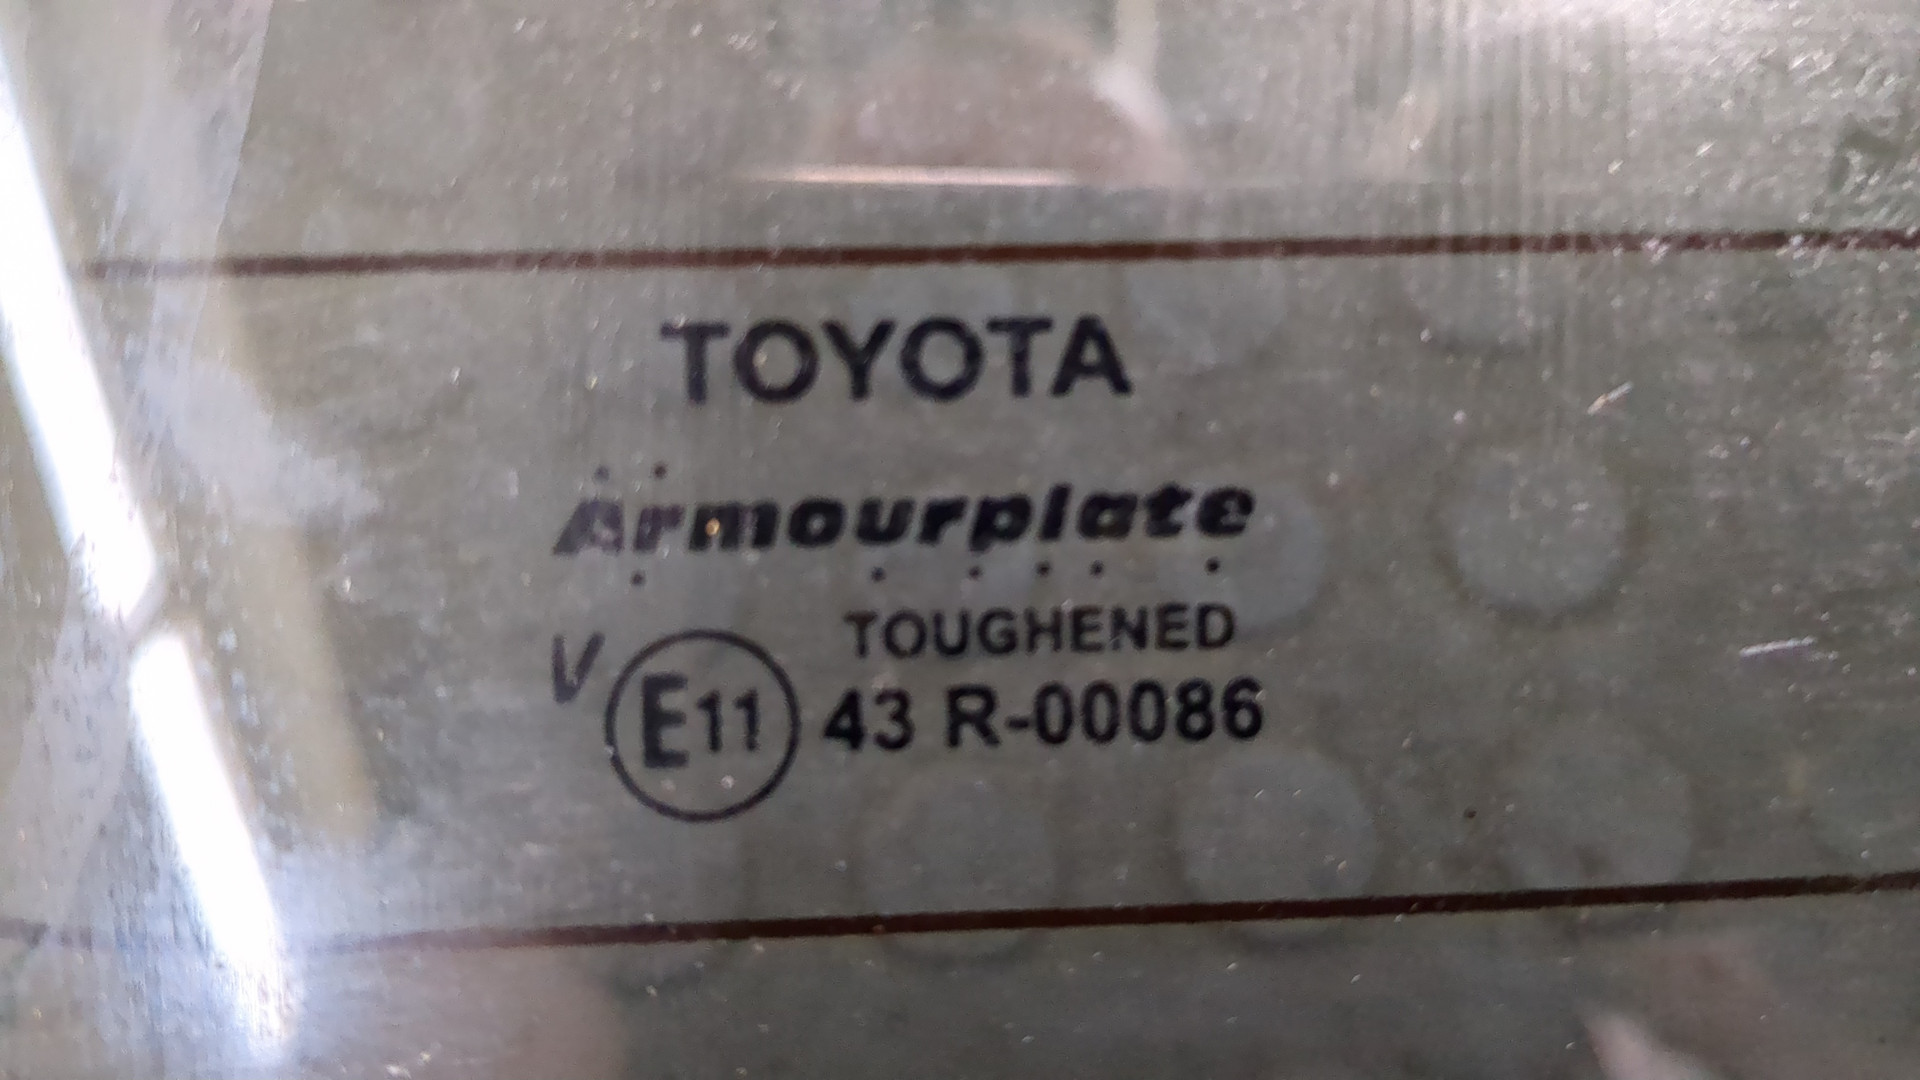 TOYOTA
Armourplate
TOUGHENED
V E11 43 R-00086